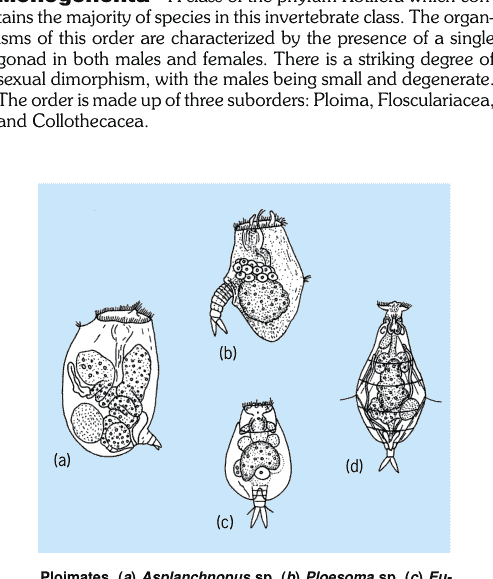 A class of the phylum Rotifera which con-
tains the majority of species in this invertebrate class. The organ-
isms of this order are characterized by the presence of a single
gonad in both males and females. There is a striking degree of
sexual dimorphism, with the males being small and degenerate.
The order is made up of three suborders: Ploima, Flosculariacea,
and Collothecacea.
(b)
(a)
(d)
(c)
Ploimates. (a) Asplanchnopus sp. (b) Ploesoma sp. (c) Eu-